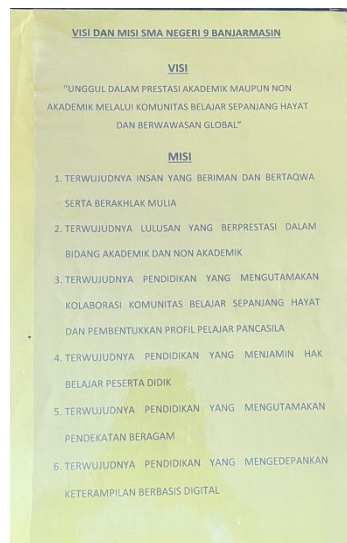 VISI DAN MISI SMA NEGERI 9 BANJARMASIN
VISI
"UNGGUL DALAM PRESTASI AKADEMIK MAUPUN NON
AKADEMIK MELALUI KOMUNITAS BELAJAR SEPANJANG HAYAT
DAN BERWAWASAN GLOBAL"
MISI
1. TERWUJUDNYA INSAN YANG BERIMAN DAN BERTAQWA
SERTA BERAKHLAK MULIA
2. TERWUJUDNYA LULUSAN YANG BERPRESTASI DALAM
BIDANG AKADEMIK DAN NON AKADEMIK
3. TERWUJUDNYA PENDIDIKAN YANG MENGUTAMAKAN
KOLABORASI KOMUNITAS BELAJAR SEPANJANG HAYAT
DAN PEMBENTUKKAN PROFIL PELAJAR PANCASILA
4. TERWUJUDNYA PENDIDIKAN YANG MENJAMIN HAK
BELAJAR PESERTA DIDIK
5. TERWUJUDNYA PENDIDIKAN YANG MENGUTAMAKAN
PENDEKATAN BERAGAM
6. TERWUJUDNYA PENDIDIKAN YANG MENGEDEPANKAN
KETERAMPILAN BERBASIS DIGITAL